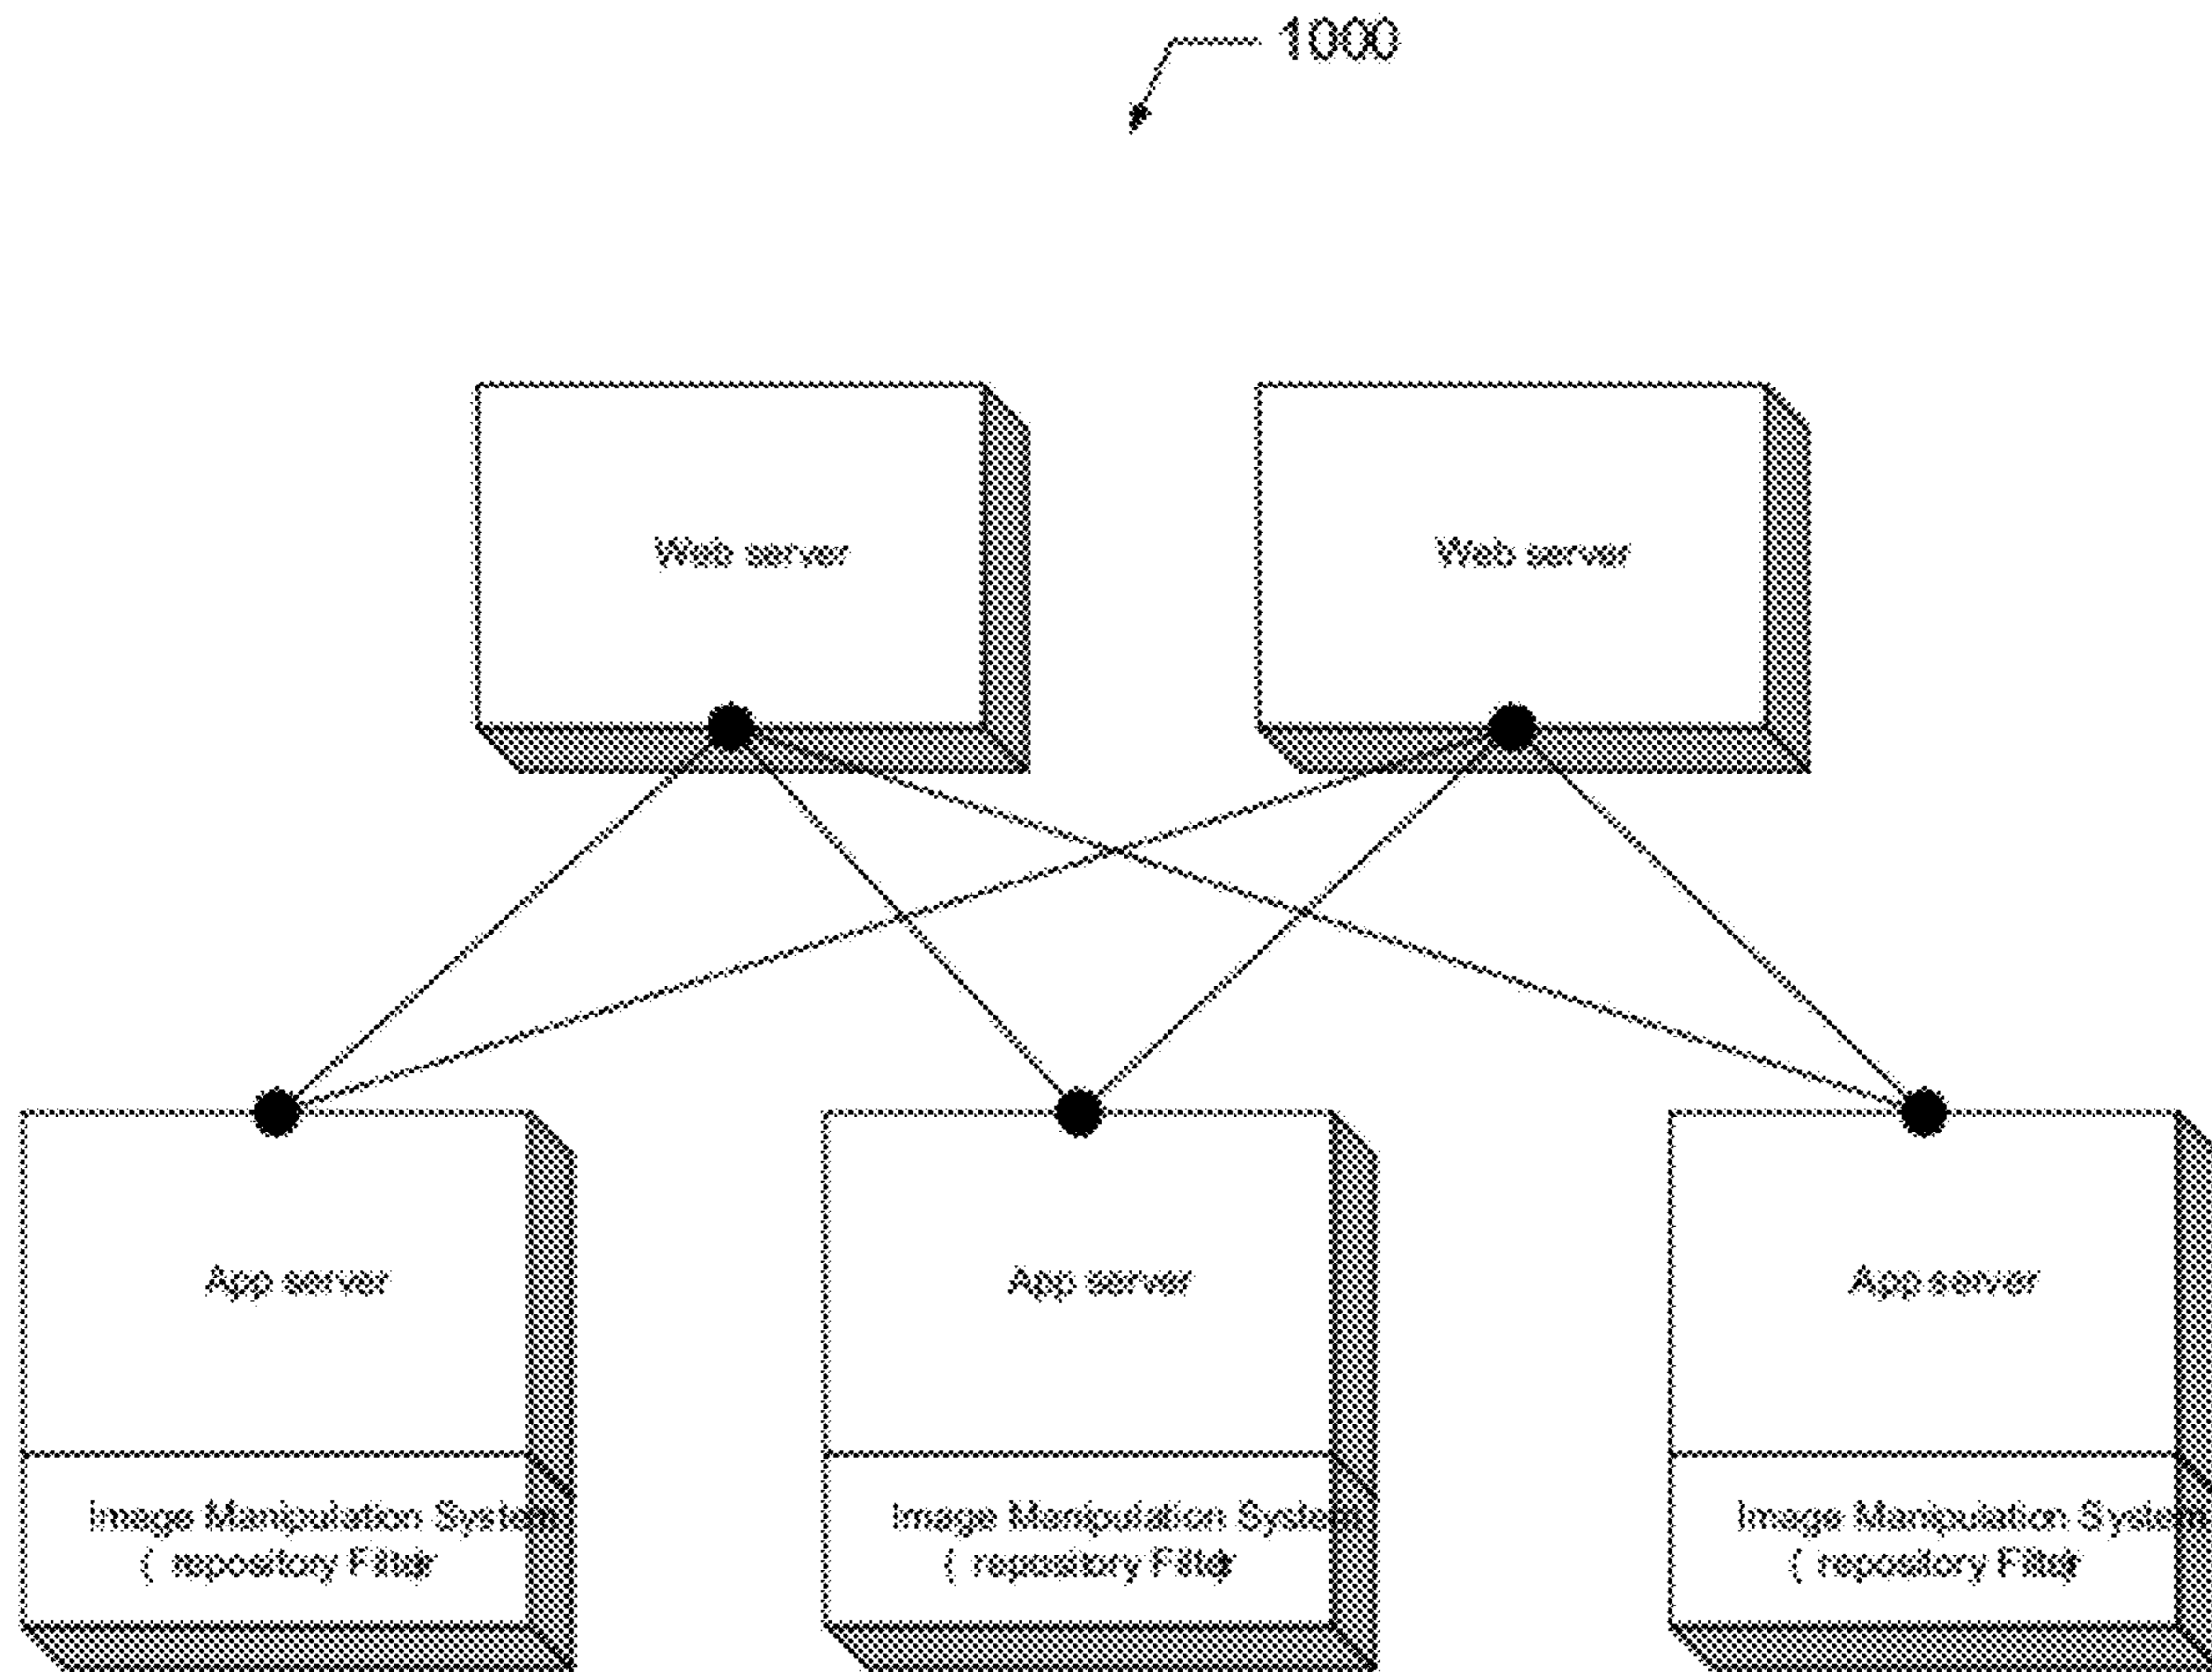 1000
Web server
Web server
App server
App server
App server
Image Manipulation System
( repository Filter
Image Manipulation System
( repository Filter
Image Manipulation System
( repository Filter